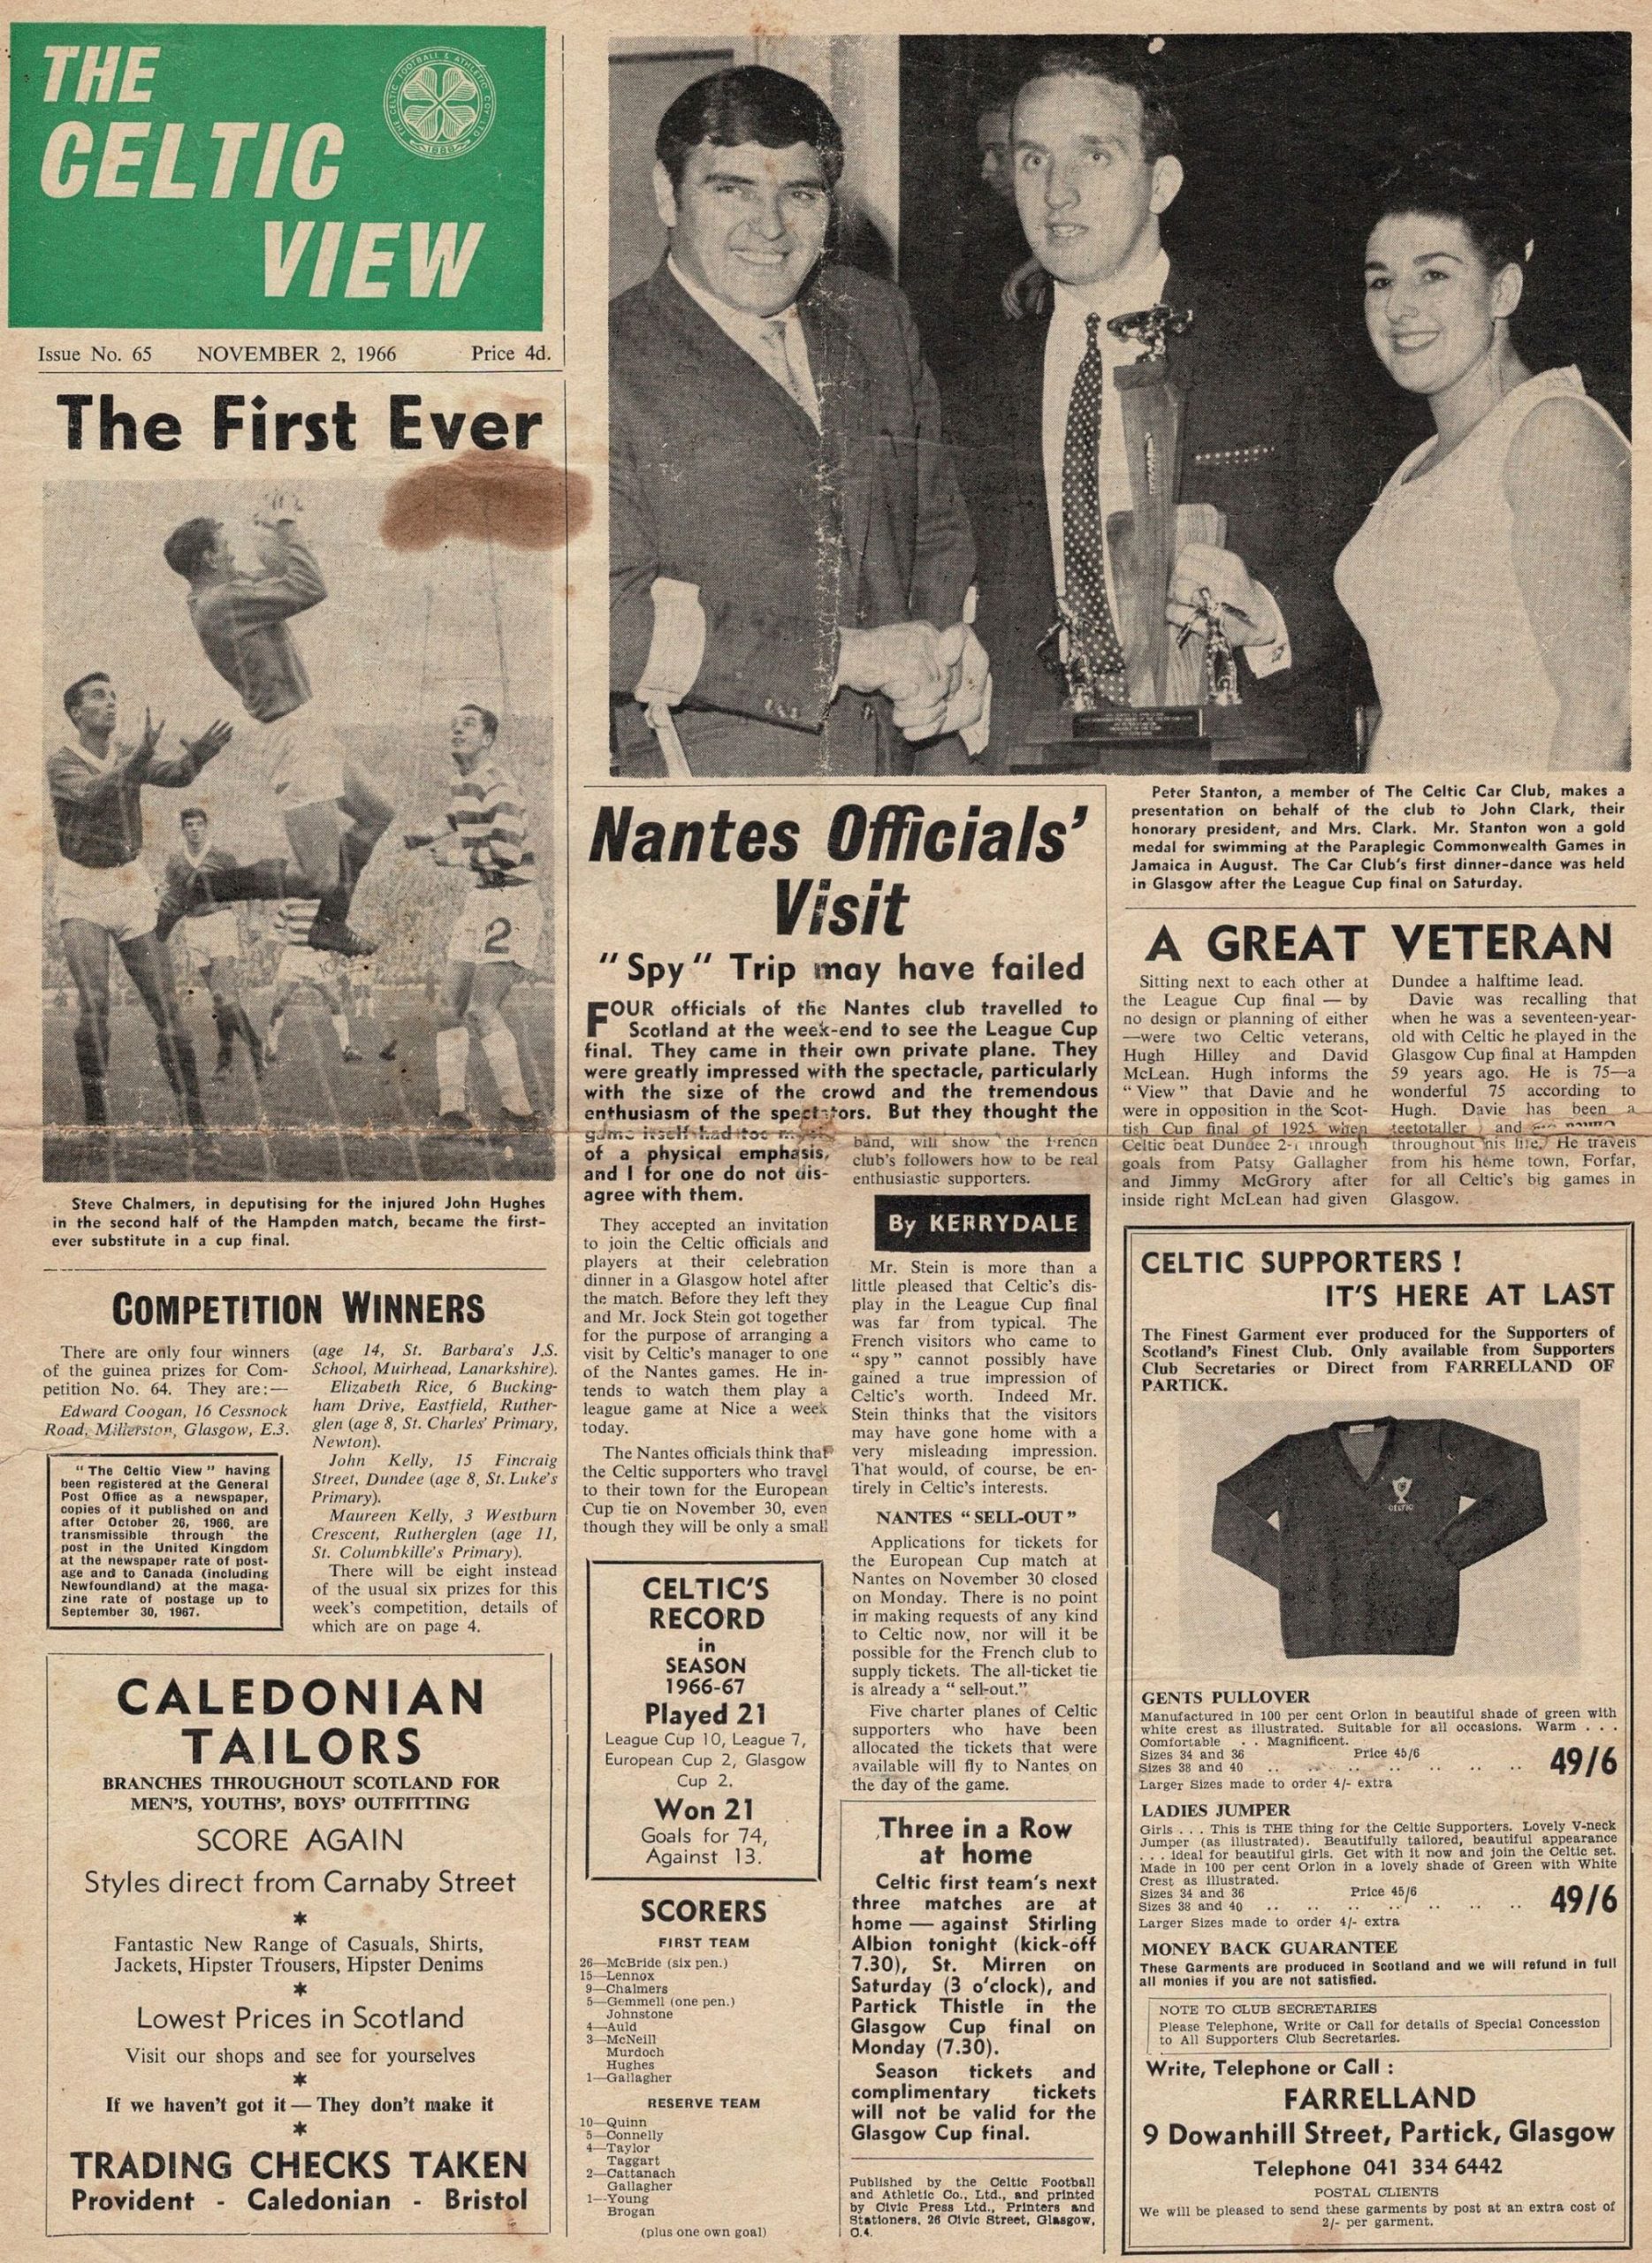 THE
CELTIC
VIEW
THE CELTIC FOOTBALL & ATHLETIC COY LTD
1888
Issue No. 65 NOVEMBER 2, 1966 Price 4d.
The First Ever
2
Steve Chalmers, in deputising for the injured John Hughes
in the second half of the Hampden match, became the first-
ever substitute in a cup final.
COMPETITION WINNERS
There are only four winners
of the guinea prizes for Com-
petition No. 64. They are:—
Edward Coogan, 16 Cessnock
Road, Millerston, Glasgow, E.3.
(age 14, St. Barbara's J.S.
School, Muirhead, Lanarkshire).
Elizabeth Rice, 6 Bucking-
ham Drive, Eastfield, Ruther-
glen (age 8, St. Charles' Primary,
Newton).
John Kelly, 15 Fincraig
Street, Dundee (age 8, St. Luke's
Primary).
Maureen Kelly, 3 Westburn
Crescent, Rutherglen (age 11,
St. Columbkille's Primary).
There will be eight instead
of the usual six prizes for this
week's competition, details of
which are on page 4.
"The Celtic View" having
been registered at the General
Post Office as a newspaper,
copies of it published on and
after October 26, 1966, are
transmissible through the
post in the United Kingdom
at the newspaper rate of post-
age and to Canada (including
Newfoundland) at the maga-
zine rate of postage up to
September 30, 1967.
CALEDONIAN
TAILORS
BRANCHES THROUGHOUT SCOTLAND FOR
MEN'S, YOUTHS', BOYS' OUTFITTING
SCORE AGAIN
Styles direct from Carnaby Street
*
Fantastic New Range of Casuals, Shirts,
Jackets, Hipster Trousers, Hipster Denims
*
Lowest Prices in Scotland
Visit our shops and see for yourselves
*
If we haven't got it — They don't make it
*
TRADING CHECKS TAKEN
Provident - Caledonian - Bristol
Nantes Officials'
Visit
"Spy" Trip may have failed
FOUR officials of the Nantes club travelled to
Scotland at the week-end to see the League Cup
final. They came in their own private plane. They
were greatly impressed with the spectacle, particularly
with the size of the crowd and the tremendous
enthusiasm of the spectators. But they thought the
game itself had too
of a physical emphasis,
and I for one do not dis-
agree with them.
They accepted an invitation
to join the Celtic officials and
players at their celebration
dinner in a Glasgow hotel after
the match. Before they left they
and Mr. Jock Stein got together
for the purpose of arranging a
visit by Celtic's manager to one
of the Nantes games. He in-
tends to watch them play a
league game at Nice a week
today.
The Nantes officials think that
the Celtic supporters who travel
to their town for the European
Cup tie on November 30, even
though they will be only a small
band, will show the French
club's followers how to be real
enthusiastic supporters.
By KERRYDALE
Mr. Stein is more than a
little pleased that Celtic's dis-
play in the League Cup final
was far from typical. The
French visitors who came to
"spy" cannot possibly have
gained a true impression of
Celtic's worth. Indeed Mr.
Stein thinks that the visitors
may have gone home with a
very misleading impression.
That would, of course, be en-
tirely in Celtic's interests.
NANTES "SELL-OUT"
Applications for tickets for
the European Cup match at
Nantes on November 30 closed
on Monday. There is no point
in making requests of any kind
to Celtic now, nor will it be
possible for the French club to
supply tickets. The all-ticket tie
is already a "sell-out."
Five charter planes of Celtic
supporters who have been
allocated the tickets that were
available will fly to Nantes on
the day of the game.
CELTIC'S
RECORD
in
SEASON
1966-67
Played 21
League Cup 10, League 7,
European Cup 2, Glasgow
Cup 2.
Won 21
Goals for 74,
Against 13.
SCORERS
FIRST TEAM
26—McBride (six pen.)
15—Lennox
9—Chalmers
5—Gemmell (one pen.)
Johnstone
4—Auld
3—McNeill
Murdoch
Hughes
1—Gallagher
RESERVE TEAM
10—Quinn
5—Connelly
4—Taylor
Taggart
2—Cattanach
Gallagher
1—Young
Brogan
(plus one own goal)
Three in a Row
at home
Celtic first team's next
three matches are at
home — against Stirling
Albion tonight (kick-off
7.30), St. Mirren on
Saturday (3 o'clock), and
Partick Thistle in the
Glasgow Cup final on
Monday (7.30).
Season tickets and
complimentary tickets
will not be valid for the
Glasgow Cup final.
Published by the Celtic Football
and Athletic Co., Ltd., and printed
by Civic Press Ltd., Printers and
Stationers, 26 Civic Street, Glasgow,
C.4.
Peter Stanton, a member of The Celtic Car Club, makes a
presentation on behalf of the club to John Clark, their
honorary president, and Mrs. Clark. Mr. Stanton won a gold
medal for swimming at the Paraplegic Commonwealth Games in
Jamaica in August. The Car Club's first dinner-dance was held
in Glasgow after the League Cup final on Saturday.
A GREAT VETERAN
Sitting next to each other at
the League Cup final — by
no design or planning of either
—were two Celtic veterans,
Hugh Hilley and David
McLean. Hugh informs the
"View" that Davie and he
were in opposition in the Scot-
tish Cup final of 1925 when
Celtic beat Dundee 2-1 through
goals from Patsy Gallagher
and Jimmy McGrory after
inside right McLean had given
Dundee a halftime lead.
Davie was recalling that
when he was a seventeen-year-
old with Celtic he played in the
Glasgow Cup final at Hampden
59 years ago. He is 75—a
wonderful 75 according to
Hugh. Davie has been a
teetotaller and
throughout his life. He travels
from his home town, Forfar,
for all Celtic's big games in
Glasgow.
CELTIC SUPPORTERS !
IT'S HERE AT LAST
The Finest Garment ever produced for the Supporters of
Scotland's Finest Club. Only available from Supporters
Club Secretaries or Direct from FARRELLAND OF
PARTICK.
CELTIC
GENTS PULLOVER
Manufactured in 100 per cent Orlon in beautiful shade of green with
white crest as illustrated. Suitable for all occasions. Warm . . .
Comfortable . . Magnificent.
Sizes 34 and 36 Price 45/6
Sizes 38 and 40 .. .. .. .. .. .. .. 49/6
Larger Sizes made to order 4/- extra
LADIES JUMPER
Girls . . . This is THE thing for the Celtic Supporters. Lovely V-neck
Jumper (as illustrated). Beautifully tailored, beautiful appearance
. . . ideal for beautiful girls. Get with it now and join the Celtic set.
Made in 100 per cent Orlon in a lovely shade of Green with White
Crest as illustrated.
Sizes 34 and 36 Price 45/6
Sizes 38 and 40 .. .. .. .. .. .. .. 49/6
Larger Sizes made to order 4/- extra
MONEY BACK GUARANTEE
These Garments are produced in Scotland and we will refund in full
all monies if you are not satisfied.
NOTE TO CLUB SECRETARIES
Please Telephone, Write or Call for details of Special Concession
to All Supporters Club Secretaries.
Write, Telephone or Call :
FARRELLAND
9 Dowanhill Street, Partick, Glasgow
Telephone 041 334 6442
POSTAL CLIENTS
We will be pleased to send these garments by post at an extra cost of
2/- per garment.